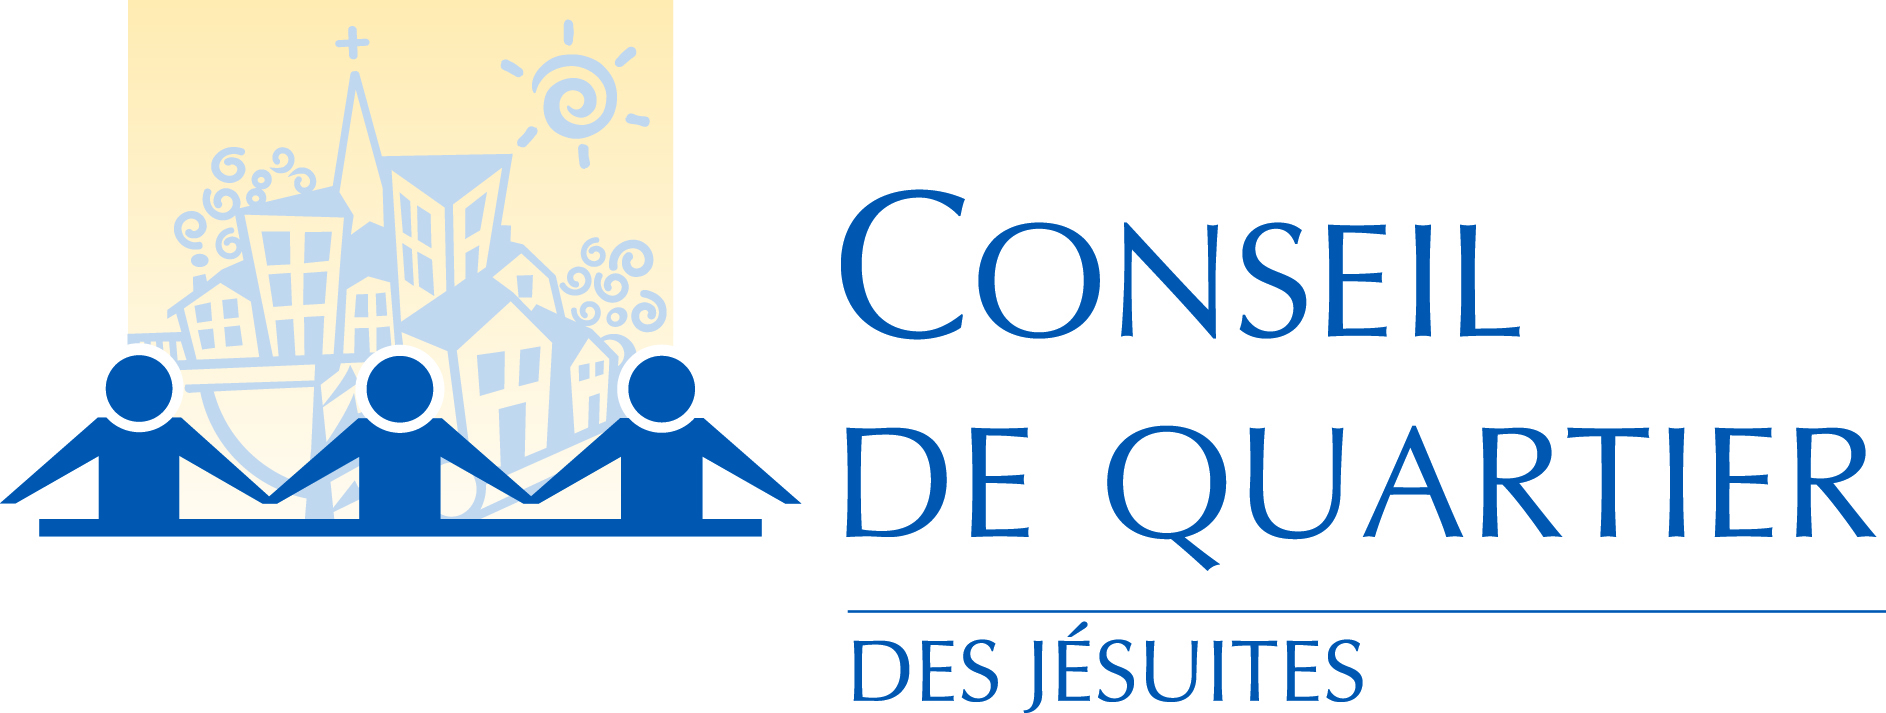 CONSEIL
DE QUARTIER
DES JÉSUITES